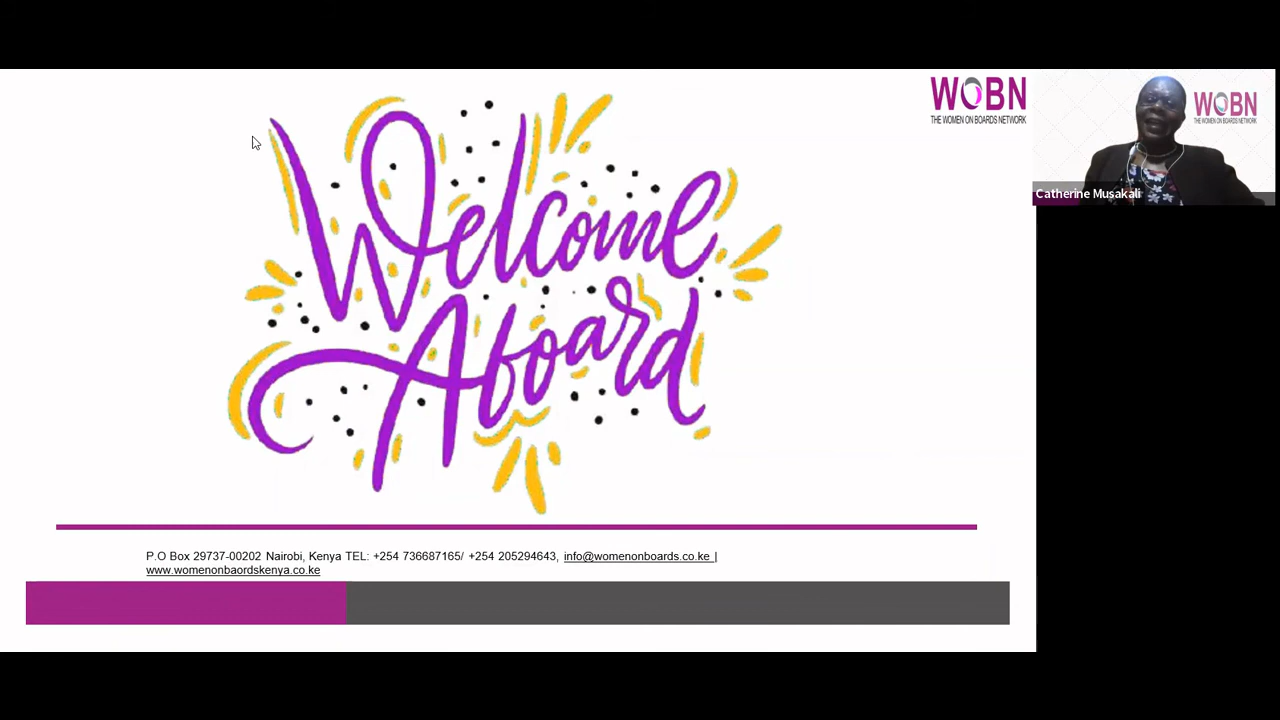 Welcome
Aboard
WOBN
THE WOMEN ON BOARDS NETWORK
WOBN
THE WOMEN ON BOARDS NETWORK
Catherine Musakali
P.O Box 29737-00202 Nairobi, Kenya TEL: +254 736687165/ +254 205294643, info@womenonboards.co.ke |
www.womenonbaordskenya.co.ke